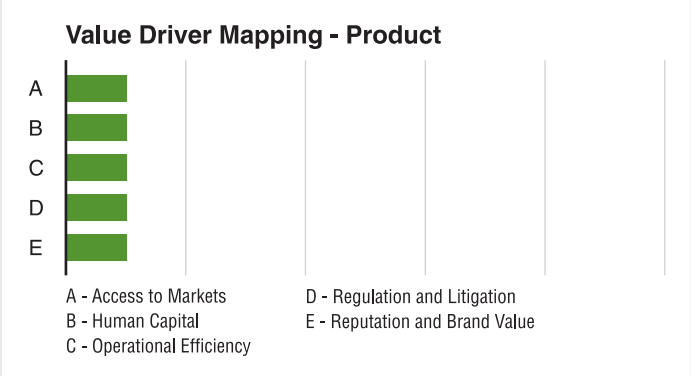 Value Driver Mapping - Product
A
B
C
D
E
A - Access to Markets
B - Human Capital
C - Operational Efficiency
D - Regulation and Litigation
E - Reputation and Brand Value